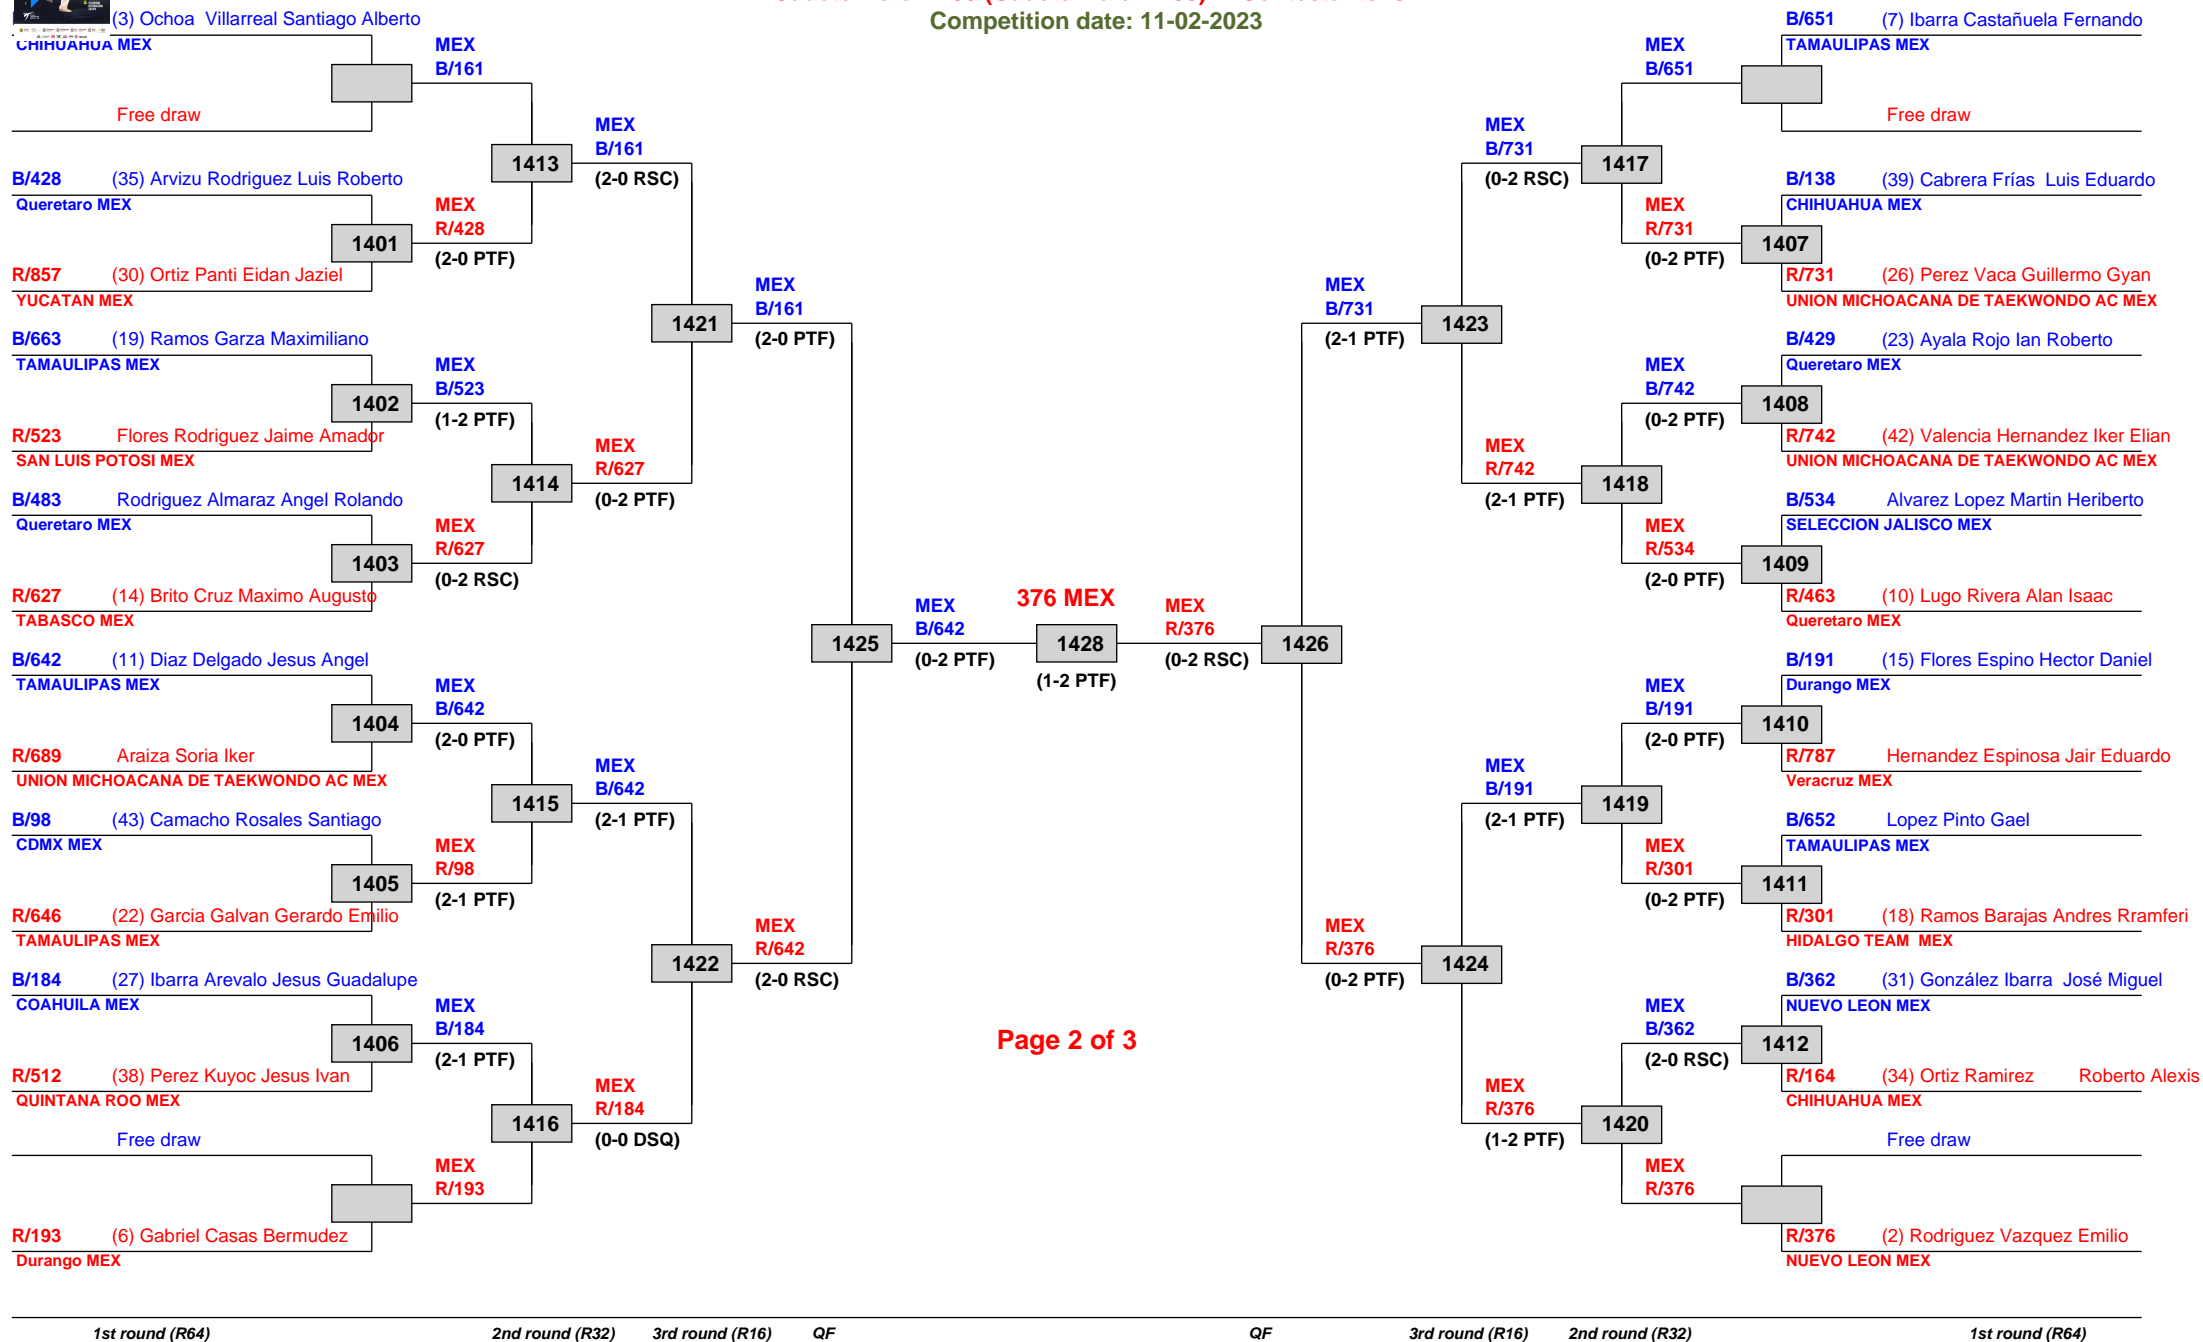 Competition date: 11-02-2023
(3) Ochoa Villarreal Santiago Alberto
CHIHUAHUA MEX
Free draw
B/428 (35) Arvizu Rodriguez Luis Roberto
Queretaro MEX
1401
R/857 (30) Ortiz Panti Eidan Jaziel
YUCATAN MEX
B/663 (19) Ramos Garza Maximiliano
TAMAULIPAS MEX
1402
R/523 Flores Rodriguez Jaime Amador
SAN LUIS POTOSI MEX
B/483 Rodriguez Almaraz Angel Rolando
Queretaro MEX
1403
R/627 (14) Brito Cruz Maximo Augusto
TABASCO MEX
B/642 (11) Diaz Delgado Jesus Angel
TAMAULIPAS MEX
1404
R/689 Araiza Soria Iker
UNION MICHOACANA DE TAEKWONDO AC MEX
B/98 (43) Camacho Rosales Santiago
CDMX MEX
1405
R/646 (22) Garcia Galvan Gerardo Emilio
TAMAULIPAS MEX
B/184 (27) Ibarra Arevalo Jesus Guadalupe
COAHUILA MEX
1406
R/512 (38) Perez Kuyoc Jesus Ivan
QUINTANA ROO MEX
Free draw
R/193 (6) Gabriel Casas Bermudez
Durango MEX
MEX
B/161
1413
MEX
R/428
(2-0 PTF)
MEX
B/523
(1-2 PTF)
1414
MEX
R/627
(0-2 RSC)
MEX
B/642
(2-0 PTF)
1415
MEX
R/98
(2-1 PTF)
MEX
B/184
(2-1 PTF)
1416
MEX
R/193
MEX
B/161
(2-0 RSC)
1421
MEX
R/627
(0-2 PTF)
MEX
B/642
(2-1 PTF)
1422
MEX
R/184
(0-0 DSQ)
MEX
B/161
(2-0 PTF)
1425
MEX
R/642
(2-0 RSC)
MEX
B/642
(0-2 PTF)
376 MEX
1428
(1-2 PTF)
Page 2 of 3
MEX
R/376
(0-2 RSC)
MEX
B/731
(2-1 PTF)
1426
MEX
R/376
(0-2 PTF)
MEX
B/731
(0-2 RSC)
1423
MEX
R/742
(2-1 PTF)
MEX
B/191
(2-1 PTF)
1424
MEX
R/376
(1-2 PTF)
MEX
B/651
1417
MEX
R/731
(0-2 PTF)
MEX
B/742
(0-2 PTF)
1418
MEX
R/534
(2-0 PTF)
MEX
B/191
(2-0 PTF)
1419
MEX
R/301
(0-2 PTF)
MEX
B/362
(2-0 RSC)
1420
MEX
R/376
B/651 (7) Ibarra Castañuela Fernando
TAMAULIPAS MEX
Free draw
B/138 (39) Cabrera Frías Luis Eduardo
CHIHUAHUA MEX
1407
R/731 (26) Perez Vaca Guillermo Gyan
UNION MICHOACANA DE TAEKWONDO AC MEX
B/429 (23) Ayala Rojo Ian Roberto
Queretaro MEX
1408
R/742 (42) Valencia Hernandez Iker Elian
UNION MICHOACANA DE TAEKWONDO AC MEX
B/534 Alvarez Lopez Martin Heriberto
SELECCION JALISCO MEX
1409
R/463 (10) Lugo Rivera Alan Isaac
Queretaro MEX
B/191 (15) Flores Espino Hector Daniel
Durango MEX
1410
R/787 Hernandez Espinosa Jair Eduardo
Veracruz MEX
B/652 Lopez Pinto Gael
TAMAULIPAS MEX
1411
R/301 (18) Ramos Barajas Andres Rramferi
HIDALGO TEAM MEX
B/362 (31) González Ibarra José Miguel
NUEVO LEON MEX
1412
R/164 (34) Ortiz Ramirez Roberto Alexis
CHIHUAHUA MEX
Free draw
R/376 (2) Rodriguez Vazquez Emilio
NUEVO LEON MEX
1st round (R64) 2nd round (R32) 3rd round (R16) QF QF 3rd round (R16) 2nd round (R32) 1st round (R64)